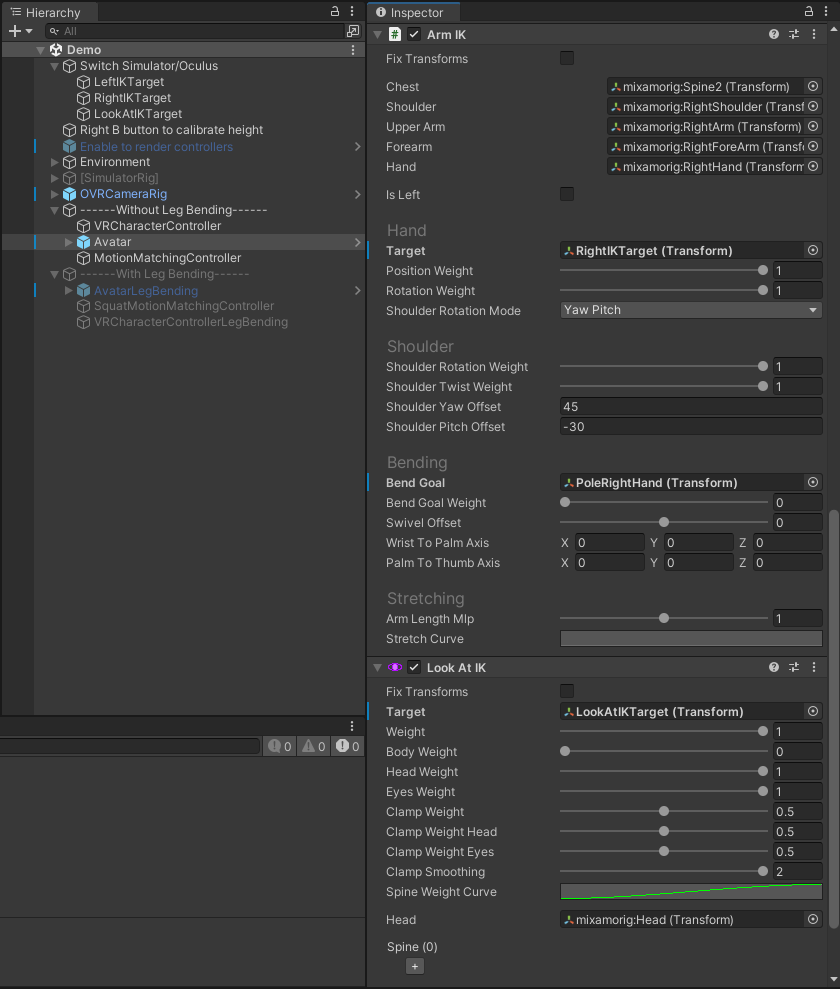 Hierarchy
All
Demo
Switch Simulator/Oculus
LeftIKTarget
RightIKTarget
LookAtIKTarget
Right B button to calibrate height
Enable to render controllers
Environment
[SimulatorRig]
OVRCameraRig
------Without Leg Bending------
VRCharacterController
Avatar
MotionMatchingController
------With Leg Bending------
AvatarLegBending
SquatMotionMatchingController
VRCharacterControllerLegBending
0 0 0
Inspector
# Arm IK
Fix Transforms
Chest mixamorig:Spine2 (Transform)
Shoulder mixamorig:RightShoulder (Transf
Upper Arm mixamorig:RightArm (Transform)
Forearm mixamorig:RightForeArm (Transfo
Hand mixamorig:RightHand (Transform
Is Left
Hand
Target RightIKTarget (Transform)
Position Weight 1
Rotation Weight 1
Shoulder Rotation Mode Yaw Pitch
Shoulder
Shoulder Rotation Weight 1
Shoulder Twist Weight 1
Shoulder Yaw Offset 45
Shoulder Pitch Offset -30
Bending
Bend Goal PoleRightHand (Transform)
Bend Goal Weight 0
Swivel Offset 0
Wrist To Palm Axis X 0 Y 0 Z 0
Palm To Thumb Axis X 0 Y 0 Z 0
Stretching
Arm Length Mlp 1
Stretch Curve
Look At IK
Fix Transforms
Target LookAtIKTarget (Transform)
Weight 1
Body Weight 0
Head Weight 1
Eyes Weight 1
Clamp Weight 0.5
Clamp Weight Head 0.5
Clamp Weight Eyes 0.5
Clamp Smoothing 2
Spine Weight Curve
Head mixamorig:Head (Transform)
Spine (0)
+